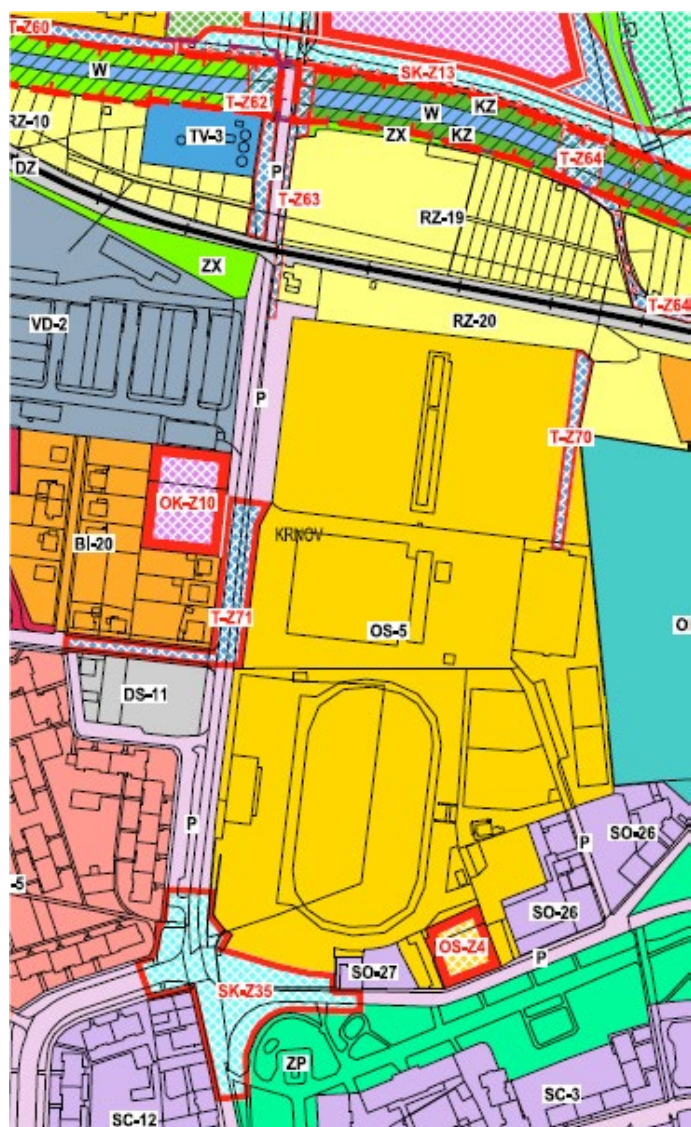 T-Z60
W
SK-Z13
T-Z62
KZ
W
RZ-10
TV-3
ZX
KZ
T-Z64
DZ
P
T-Z63
RZ-19
ZX
T-Z64
VD-2
RZ-20
P
T-Z70
OK-Z10
KRNOV
BI-20
T-Z71
OS-5
O
DS-11
P
SO-26
P
-5
SO-26
OS-Z4
SO-27
P
SK-Z35
ZP
SC-3
SC-12